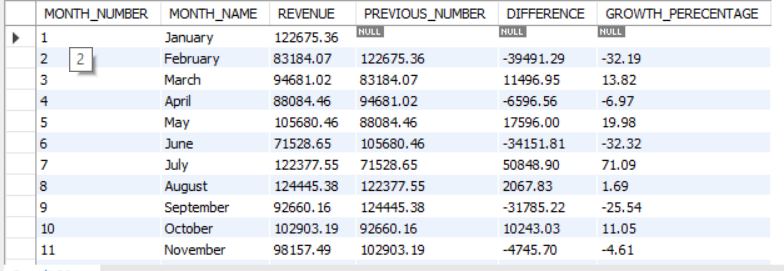 MONTH_NUMBER MONTH_NAME REVENUE PREVIOUS_NUMBER DIFFERENCE GROWTH_PERECENTAGE
1 January 122675.36 NULL NULL NULL
2 2 February 83184.07 122675.36 -39491.29 -32.19
3 March 94681.02 83184.07 11496.95 13.82
4 April 88084.46 94681.02 -6596.56 -6.97
5 May 105680.46 88084.46 17596.00 19.98
6 June 71528.65 105680.46 -34151.81 -32.32
7 July 122377.55 71528.65 50848.90 71.09
8 August 124445.38 122377.55 2067.83 1.69
9 September 92660.16 124445.38 -31785.22 -25.54
10 October 102903.19 92660.16 10243.03 11.05
11 November 98157.49 102903.19 -4745.70 -4.61